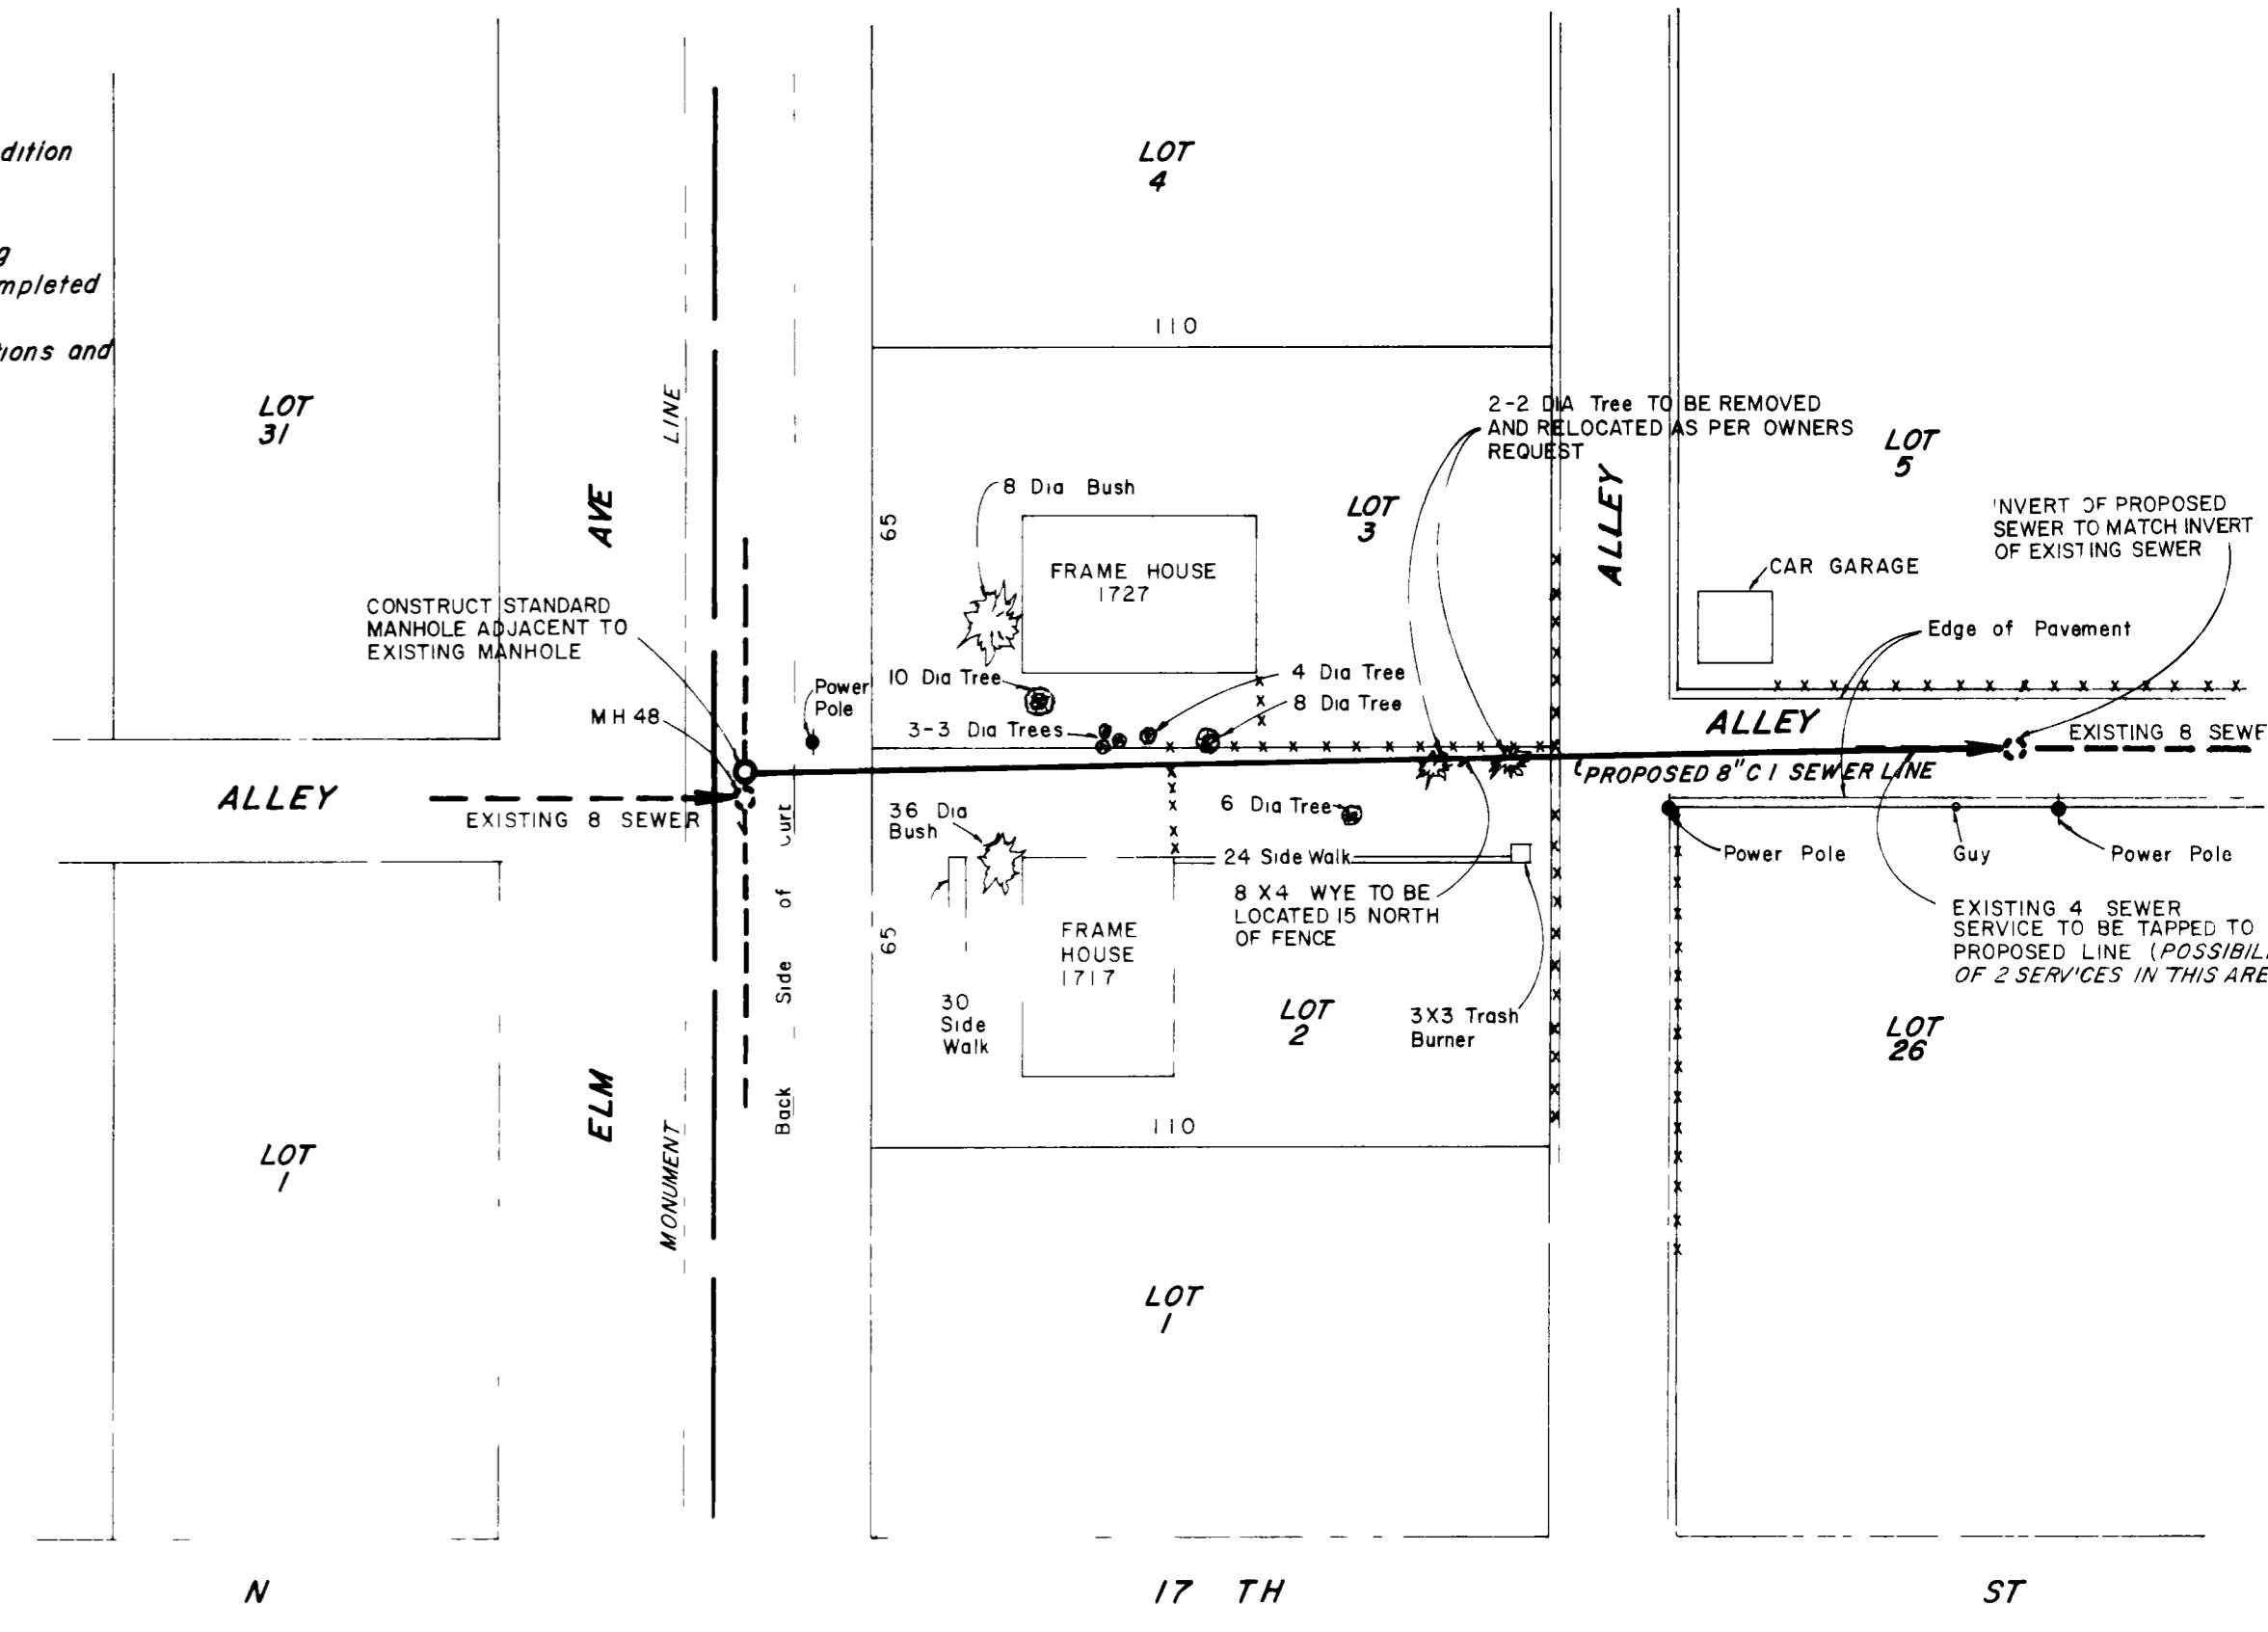 dition
g
mpleted
tions and
LOT
31
LOT
4
110
LINE
AVE
2-2 DIA Tree TO BE REMOVED
AND RELOCATED AS PER OWNERS
REQUEST
LOT
5
8 Dia Bush
65
LOT
3
ALLEY
INVERT OF PROPOSED
SEWER TO MATCH INVERT
OF EXISTING SEWER
FRAME HOUSE
1727
CAR GARAGE
CONSTRUCT STANDARD
MANHOLE ADJACENT TO
EXISTING MANHOLE
Edge of Pavement
10 Dia Tree
4 Dia Tree
Power
Pole
8 Dia Tree
MH 48
3-3 Dia Trees
ALLEY
EXISTING 8 SEWE
PROPOSED 8" C I SEWER LINE
ALLEY
EXISTING 8 SEWER
36 Dia
Bush
6 Dia Tree
24 Side Walk
Power Pole
Guy
Power Pole
8 X4 WYE TO BE
LOCATED 15 NORTH
OF FENCE
EXISTING 4 SEWER
SERVICE TO BE TAPPED TO
PROPOSED LINE (POSSIBIL
OF 2 SERVICES IN THIS ARE
65
FRAME
HOUSE
1717
Back Side of Curt
30
Side
Walk
LOT
2
3X3 Trash
Burner
LOT
26
ELM
MONUMENT
110
LOT
1
LOT
1
N
17 TH
ST